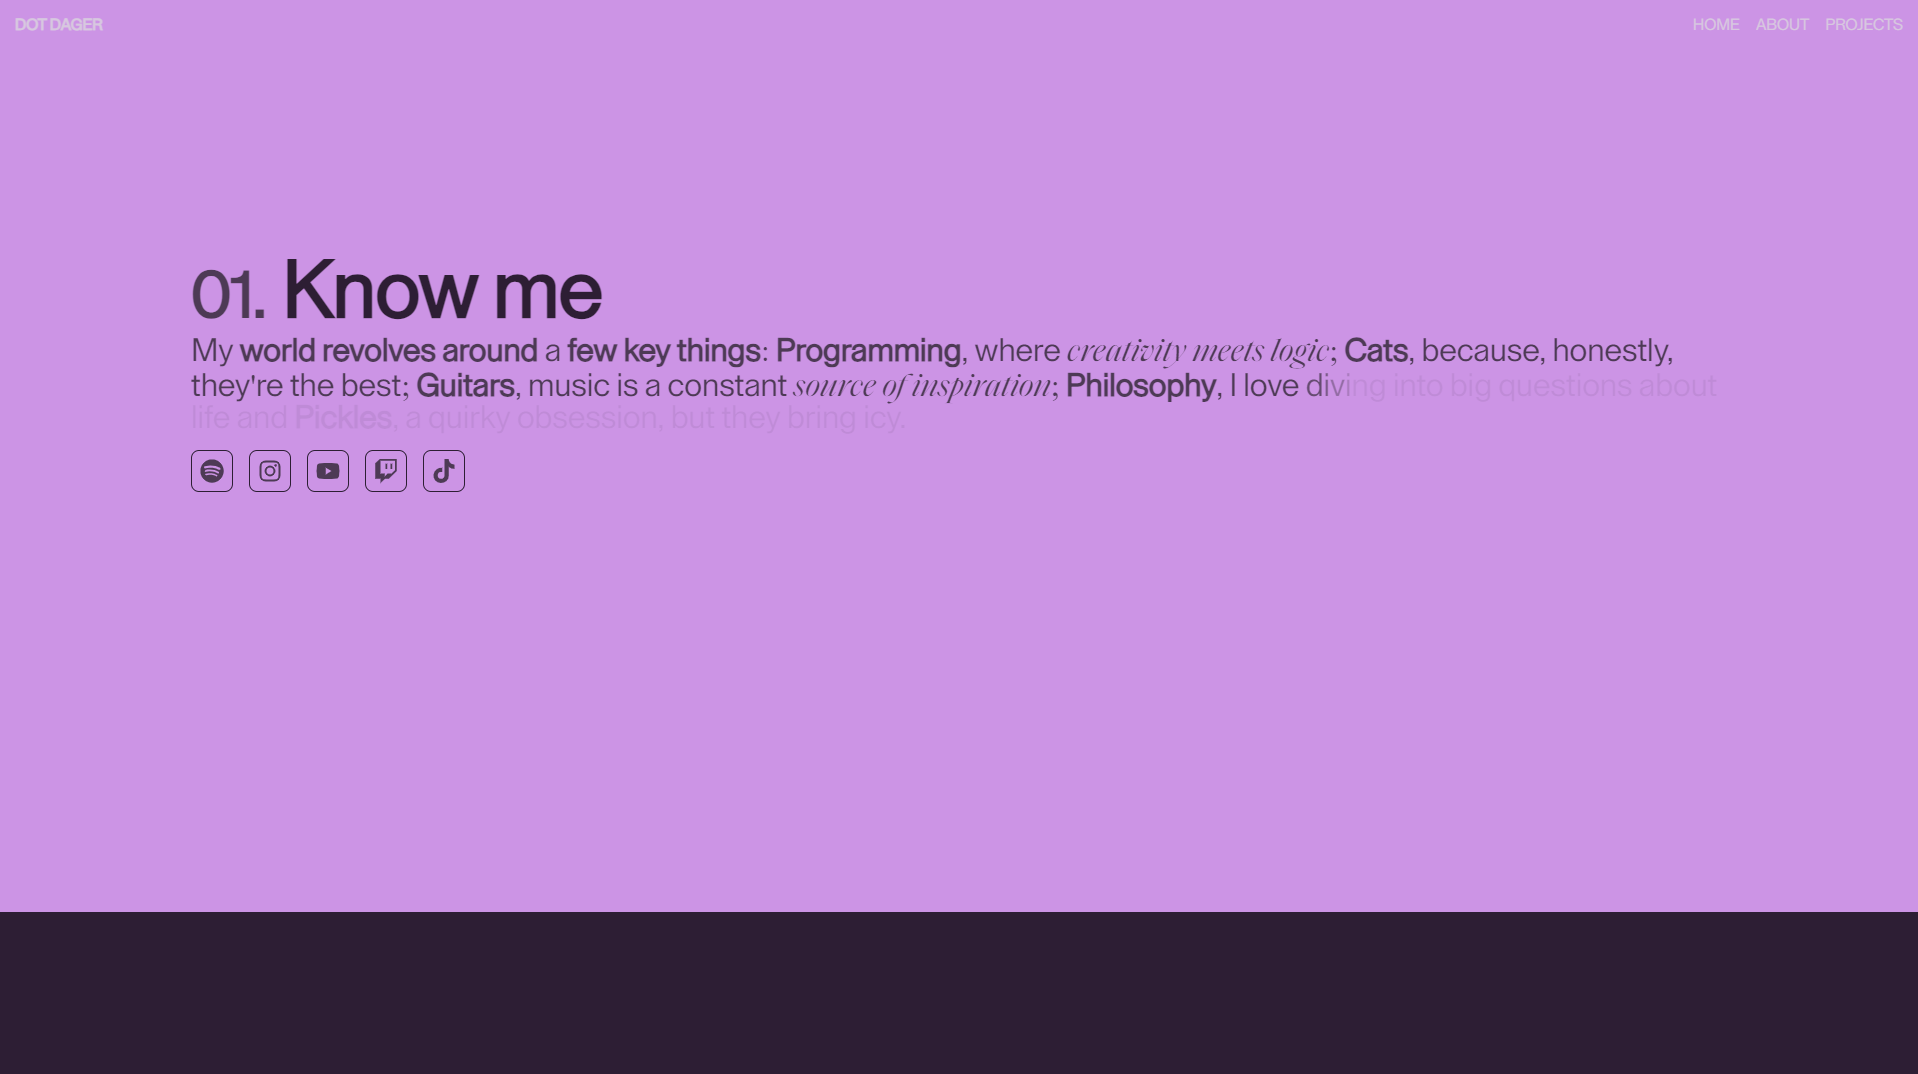 DOT DAGER
HOME ABOUT PROJECTS
01. Know me
My world revolves around a few key things: Programming, where creativity meets logic; Cats, because, honestly,
they're the best; Guitars, music is a constant source of inspiration; Philosophy, I love diving into big questions about
life and Pickles, a quirky obsession, but they bring icy.